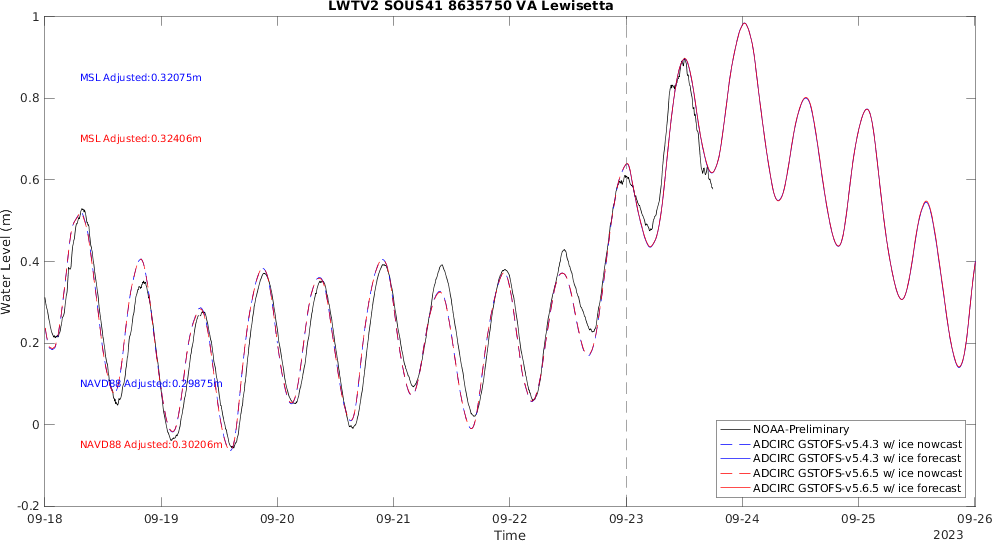 LWTV2 SOUS41 8635750 VA Lewisetta
1
MSL Adjusted:0.32075m
0.8
MSL Adjusted:0.32406m
0.6
Water Level (m)
0.4
0.2
NAVD88 Adjusted:0.29875m
0
NAVD88 Adjusted:0.30206m
NOAA-Preliminary
ADCIRC GSTOFS-v5.4.3 w/ ice nowcast
ADCIRC GSTOFS-v5.4.3 w/ ice forecast
ADCIRC GSTOFS-v5.6.5 w/ ice nowcast
ADCIRC GSTOFS-v5.6.5 w/ ice forecast
-0.2
09-18 09-19 09-20 09-21 09-22 09-23 09-24 09-25 09-26
Time
2023